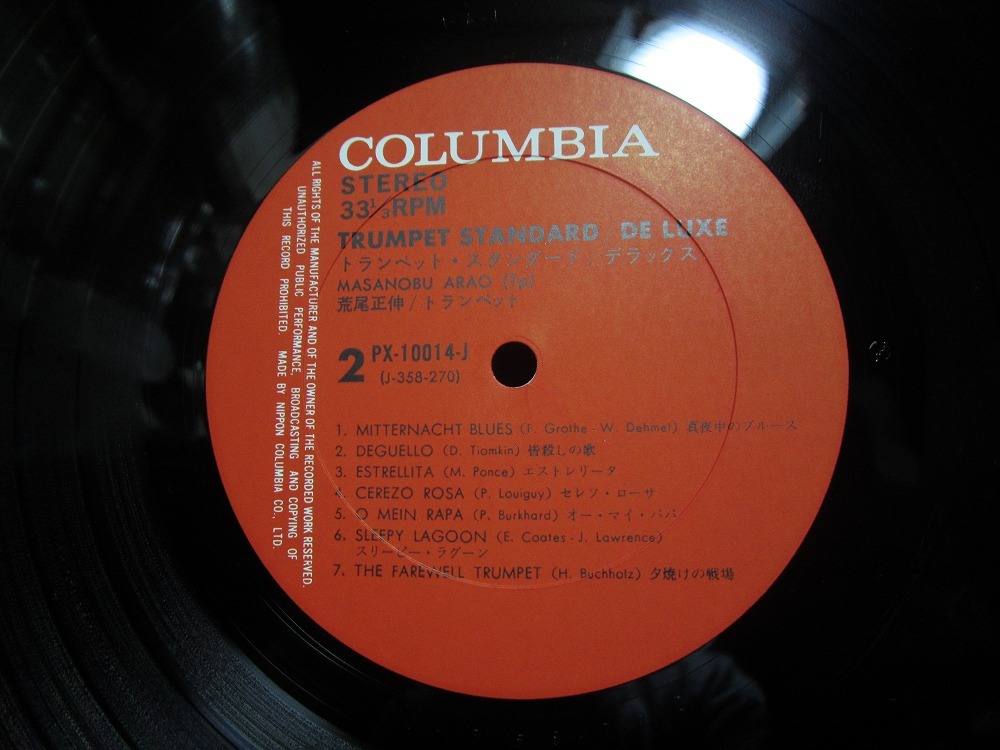 COLUMBIA
STEREO
33⅓RPM
TRUMPET STANDARD DE LUXE
トランペット・スタンダード/デラックス
MASANOBU ARAO (Tp)
荒尾正伸/トランペット
2 PX-10014-J
(J-358-270)
1. MITTERNACHT BLUES (F. Grothe - W. Dehmel) 真夜中のブルース
2. DEGUELLO (D. Tiomkin) 皆殺しの歌
3. ESTRELLITA (M. Ponce) エストレリータ
4. CEREZO ROSA (P. Louiguy) セレソ・ローサ
5. O MEIN RAPA (P. Burkhard) オー・マイ・パパ
6. SLEEPY LAGOON (E. Coates - J. Lawrence)
スリーピー・ラグーン
7. THE FAREWELL TRUMPET (H. Buchholz) 夕焼けの戦場
ALL RIGHTS OF THE MANUFACTURER AND OF THE OWNER OF THE RECORDED WORK RESERVED.
UNAUTHORIZED PUBLIC PERFORMANCE, BROADCASTING AND COPYING OF
THIS RECORD PROHIBITED. MADE BY NIPPON COLUMBIA CO., LTD.